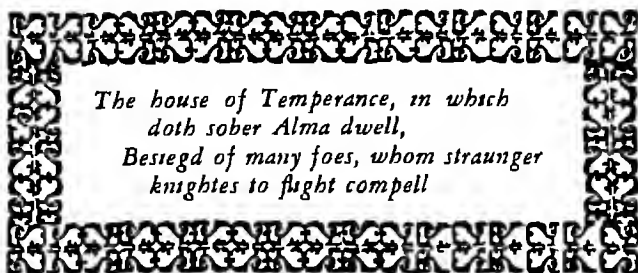 The house of Temperance, in which
doth sober Alma dwell,
Besiegd of many foes, whom straunger
knightes to flight compell